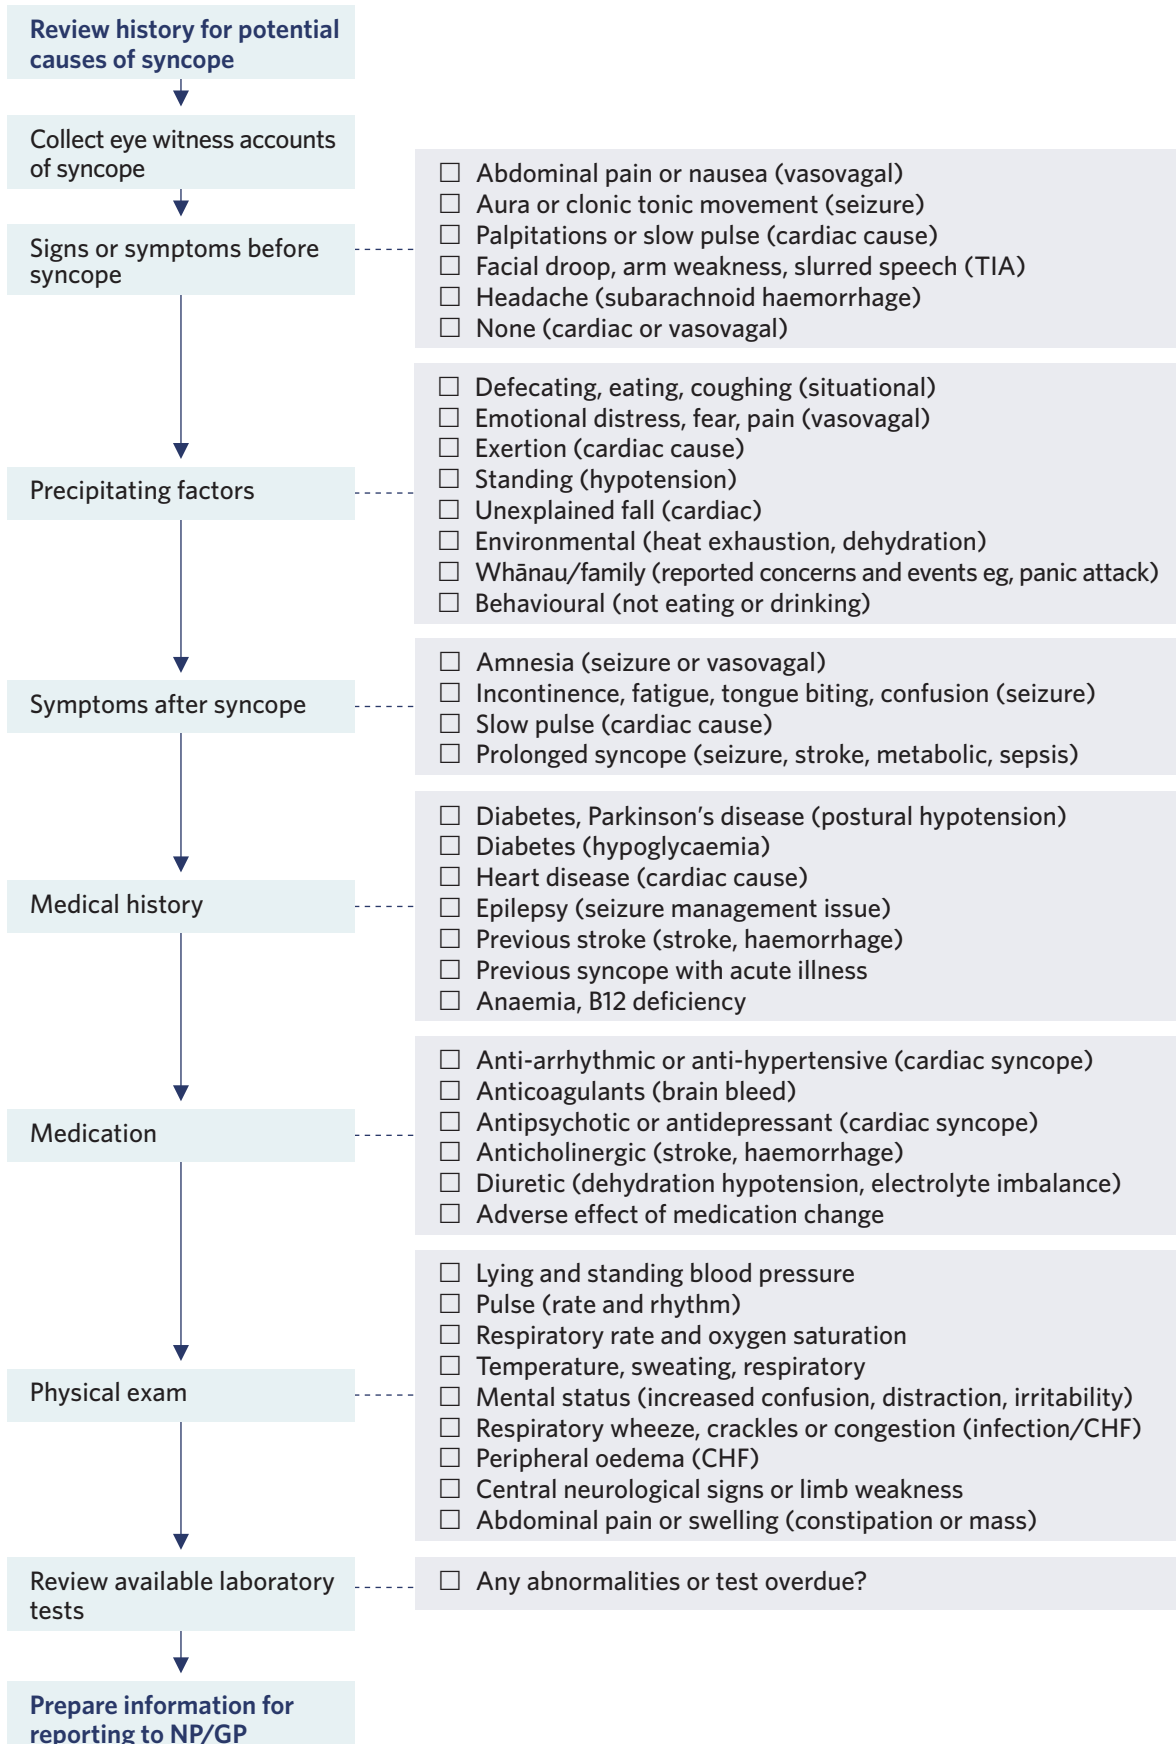 Review history for potential
causes of syncope
Collect eye witness accounts
of syncope
Signs or symptoms before
syncope
☐ Abdominal pain or nausea (vasovagal)
☐ Aura or clonic tonic movement (seizure)
☐ Palpitations or slow pulse (cardiac cause)
☐ Facial droop, arm weakness, slurred speech (TIA)
☐ Headache (subarachnoid haemorrhage)
☐ None (cardiac or vasovagal)
Precipitating factors
☐ Defecating, eating, coughing (situational)
☐ Emotional distress, fear, pain (vasovagal)
☐ Exertion (cardiac cause)
☐ Standing (hypotension)
☐ Unexplained fall (cardiac)
☐ Environmental (heat exhaustion, dehydration)
☐ Whānau/family (reported concerns and events eg, panic attack)
☐ Behavioural (not eating or drinking)
Symptoms after syncope
☐ Amnesia (seizure or vasovagal)
☐ Incontinence, fatigue, tongue biting, confusion (seizure)
☐ Slow pulse (cardiac cause)
☐ Prolonged syncope (seizure, stroke, metabolic, sepsis)
Medical history
☐ Diabetes, Parkinson's disease (postural hypotension)
☐ Diabetes (hypoglycaemia)
☐ Heart disease (cardiac cause)
☐ Epilepsy (seizure management issue)
☐ Previous stroke (stroke, haemorrhage)
☐ Previous syncope with acute illness
☐ Anaemia, B12 deficiency
Medication
☐ Anti-arrhythmic or anti-hypertensive (cardiac syncope)
☐ Anticoagulants (brain bleed)
☐ Antipsychotic or antidepressant (cardiac syncope)
☐ Anticholinergic (stroke, haemorrhage)
☐ Diuretic (dehydration hypotension, electrolyte imbalance)
☐ Adverse effect of medication change
Physical exam
☐ Lying and standing blood pressure
☐ Pulse (rate and rhythm)
☐ Respiratory rate and oxygen saturation
☐ Temperature, sweating, respiratory
☐ Mental status (increased confusion, distraction, irritability)
☐ Respiratory wheeze, crackles or congestion (infection/CHF)
☐ Peripheral oedema (CHF)
☐ Central neurological signs or limb weakness
☐ Abdominal pain or swelling (constipation or mass)
Review available laboratory
tests
☐ Any abnormalities or test overdue?
Prepare information for
reporting to NP/GP